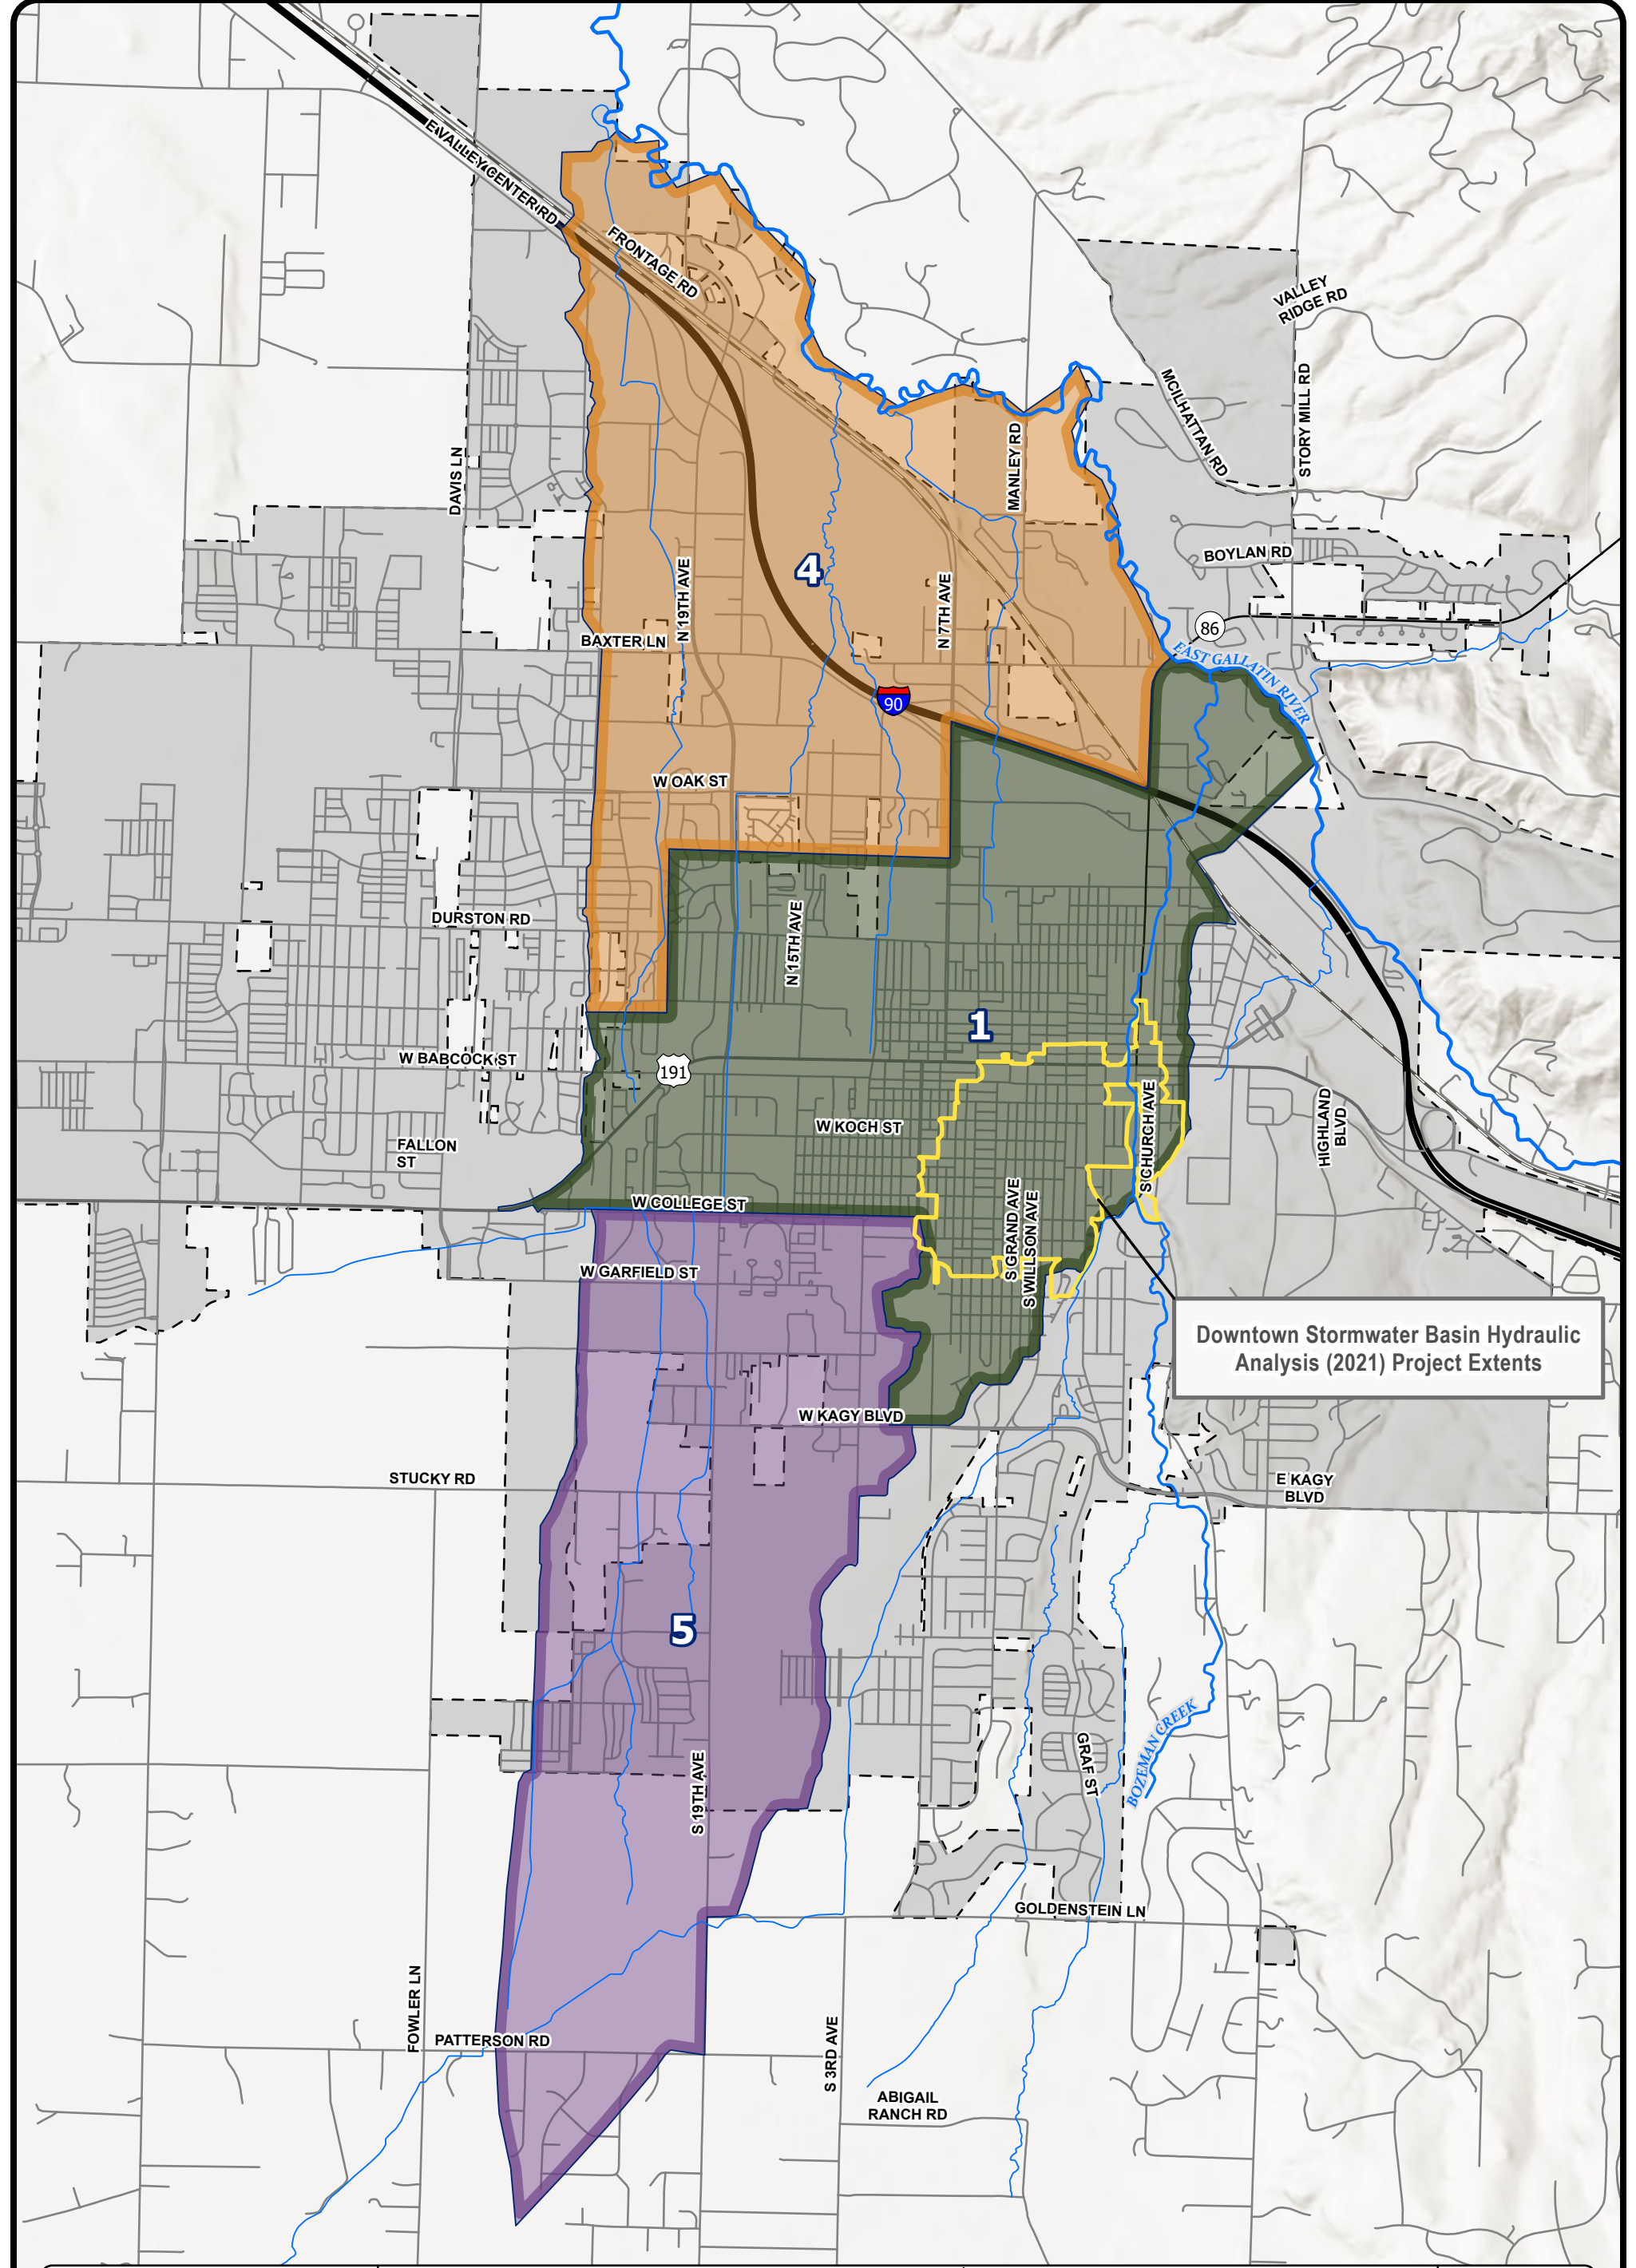 E VALLEY CENTER RD
FRONTAGE RD
VALLEY
RIDGE RD
MCILHATTAN RD
STORY MILL RD
DAVIS LN
MANLEY RD
BOYLAN RD
4
N 19TH AVE
N 7TH AVE
86
BAXTER LN
EAST GALLATIN RIVER
90
W OAK ST
DURSTON RD
N 15TH AVE
1
W BABCOCK ST
191
S CHURCH AVE
HIGHLAND
BLVD
W KOCH ST
FALLON
ST
W COLLEGE ST
S GRAND AVE
S WILLSON AVE
W GARFIELD ST
Downtown Stormwater Basin Hydraulic
Analysis (2021) Project Extents
W KAGY BLVD
STUCKY RD
E KAGY
BLVD
5
BOZEMAN CREEK
GRAF ST
S 19TH AVE
GOLDENSTEIN LN
FOWLER LN
PATTERSON RD
S 3RD AVE
ABIGAIL
RANCH RD